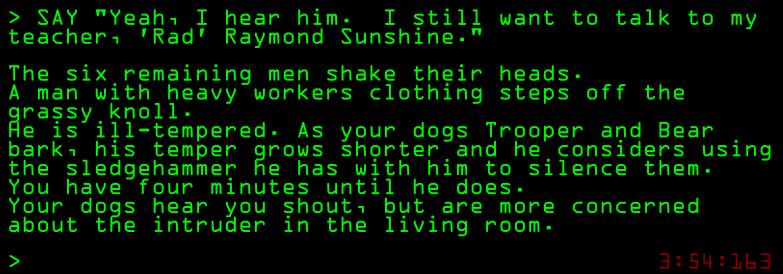 > SAY "Yeah, I hear him.  I still want to talk to my
teacher, 'Rad' Raymond Sunshine."
The six remaining men shake their heads.
A man with heavy workers clothing steps off the
grassy knoll.
He is ill-tempered. As your dogs Trooper and Bear
bark, his temper grows shorter and he considers using
the sledgehammer he has with him to silence them.
You have four minutes until he does.
Your dogs hear you shout, but are more concerned
about the intruder in the living room.
>
3:54:163